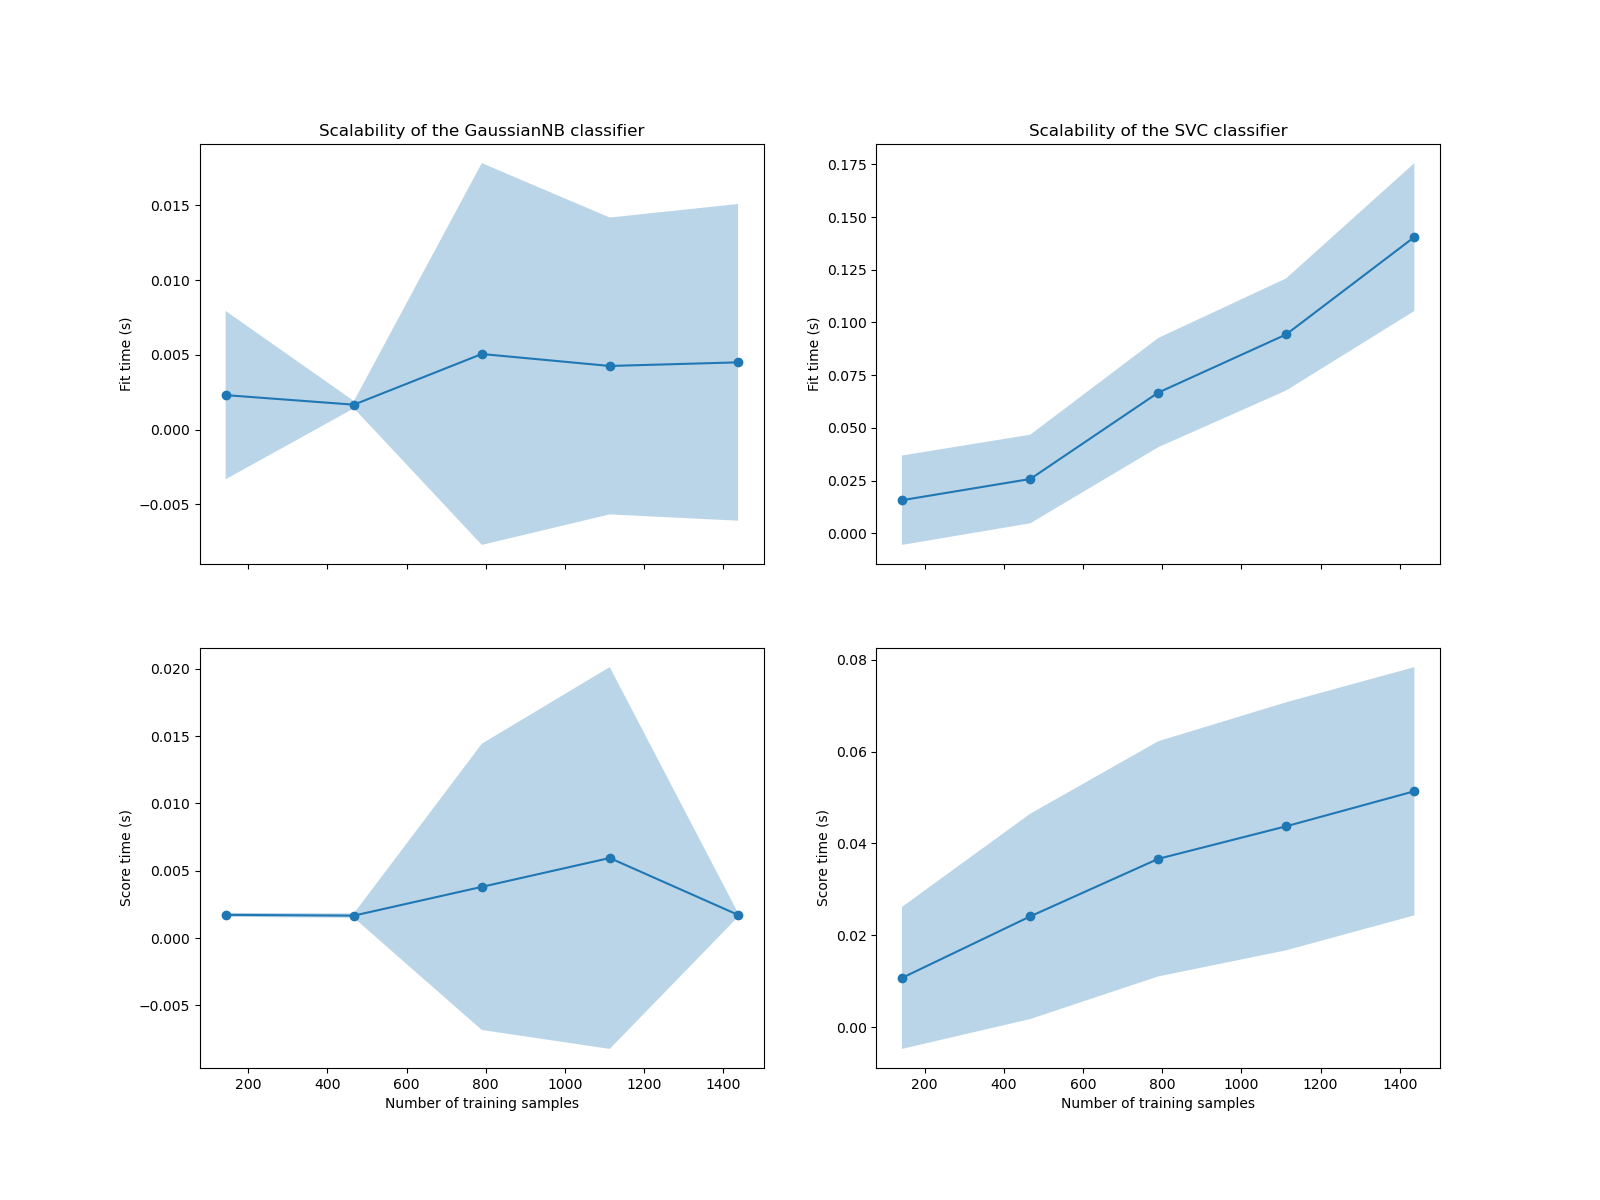 Scalability of the GaussianNB classifier
Fit time (s)
0.015
0.010
0.005
0.000
−0.005
Scalability of the SVC classifier
Fit time (s)
0.175
0.150
0.125
0.100
0.075
0.050
0.025
0.000
Score time (s)
0.020
0.015
0.010
0.005
0.000
−0.005
200 400 600 800 1000 1200 1400
Number of training samples
Score time (s)
0.08
0.06
0.04
0.02
0.00
200 400 600 800 1000 1200 1400
Number of training samples